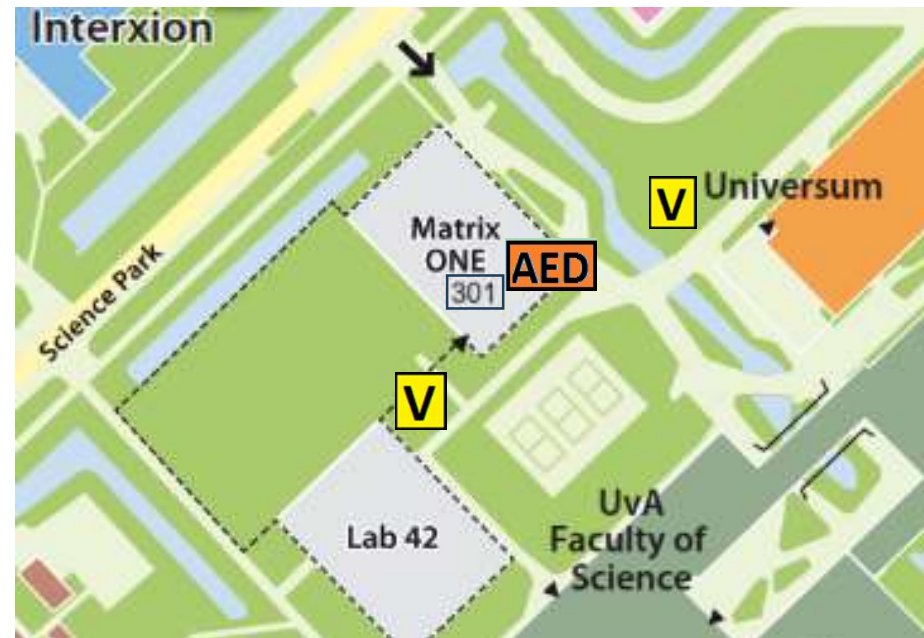 Interxion
Science Park
Matrix
ONE
301
AED
V
Universum
V
Lab 42
UvA
Faculty of
Science